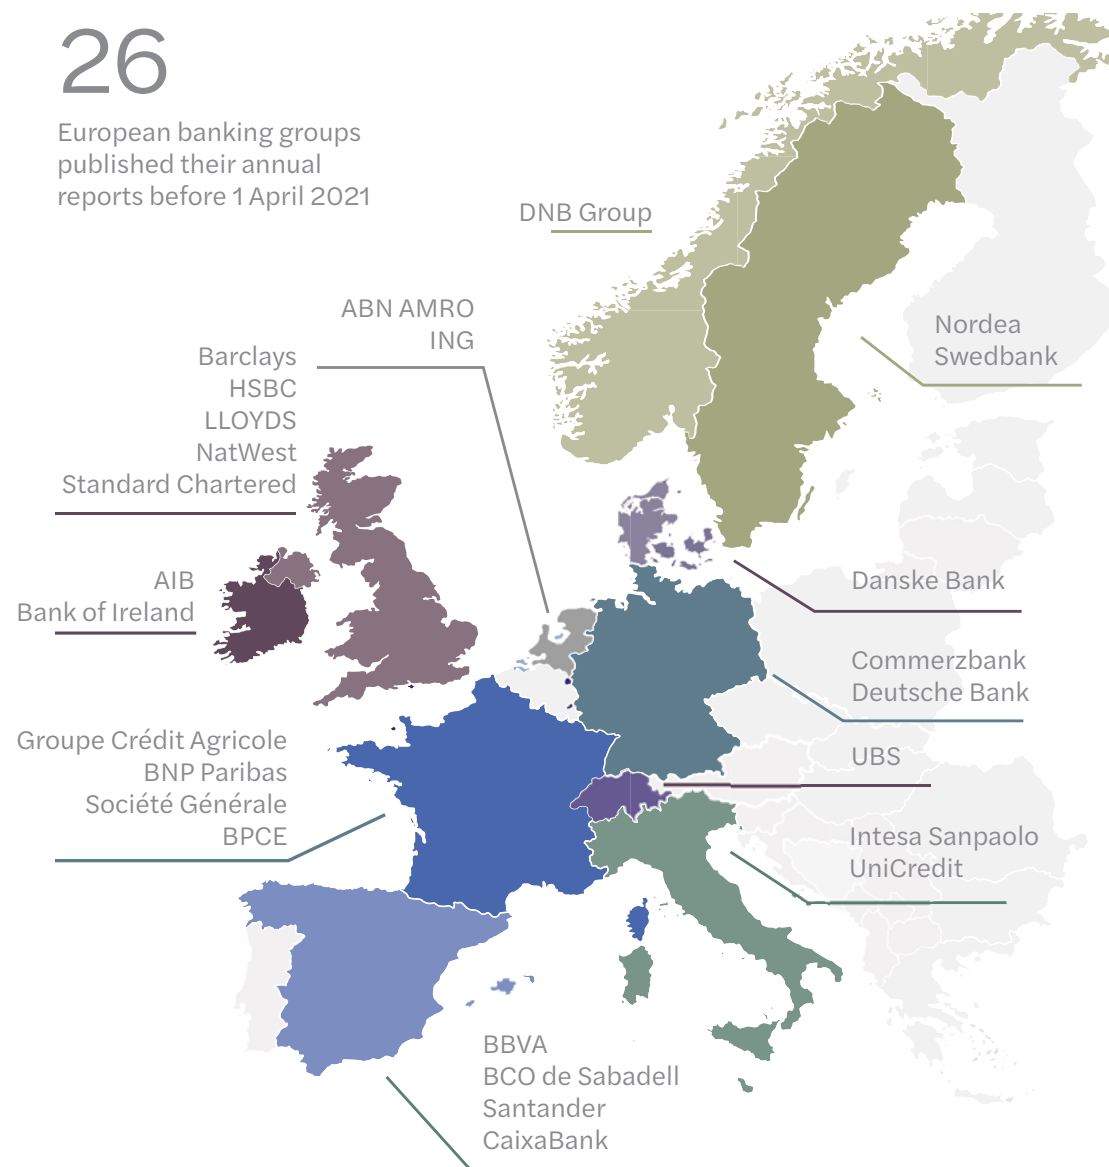 26
European banking groups
published their annual
reports before 1 April 2021
DNB Group
ABN AMRO
ING
Nordea
Swedbank
Barclays
HSBC
LLOYDS
NatWest
Standard Chartered
AIB
Bank of Ireland
Danske Bank
Commerzbank
Deutsche Bank
Groupe Crédit Agricole
BNP Paribas
Société Générale
BPCE
UBS
Intesa Sanpaolo
UniCredit
BBVA
BCO de Sabadell
Santander
CaixaBank